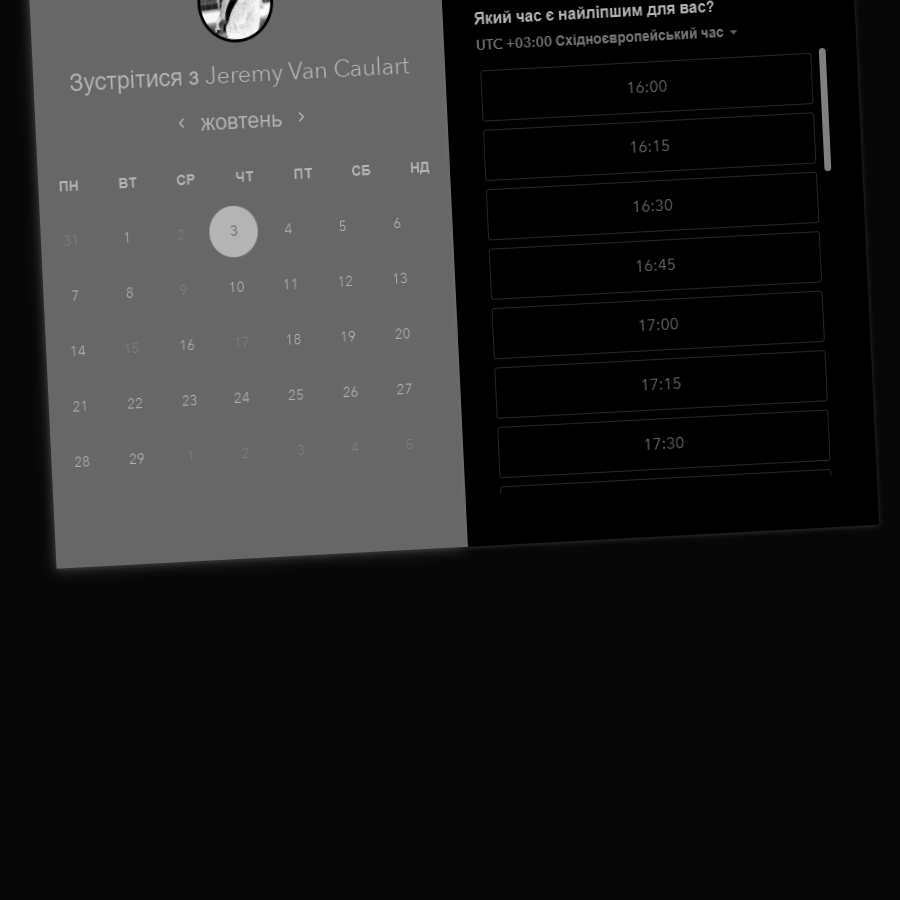 Зустрітися з Jeremy Van Caulart
‹ жовтень ›
ПН ВТ СР ЧТ ПТ СБ НД
31 1 2 3 4 5 6
7 8 9 10 11 12 13
14 15 16 17 18 19 20
21 22 23 24 25 26 27
28 29 1 2 3 4 5
Який час є найліпшим для вас?
UTC +03:00 Східноєвропейський час
16:00
16:15
16:30
16:45
17:00
17:15
17:30